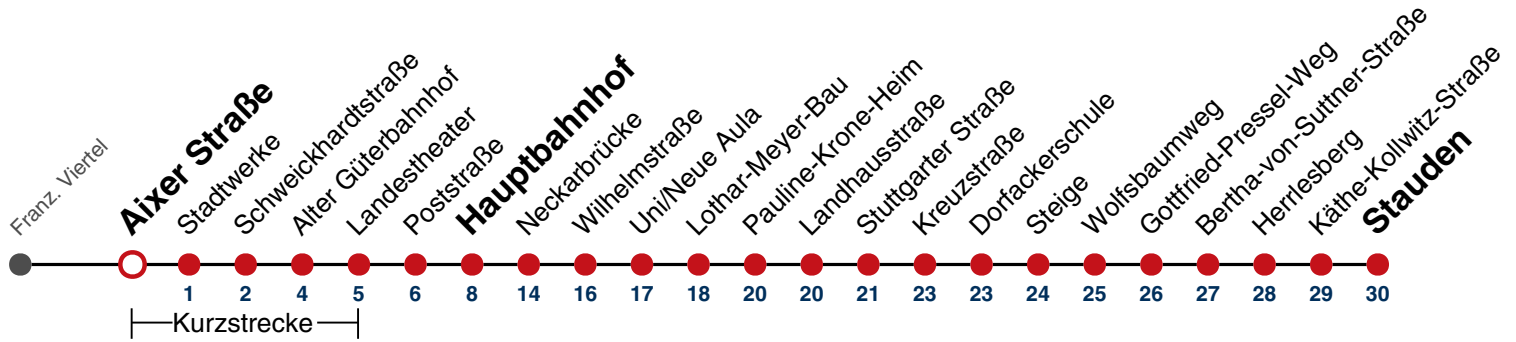 Franz. Viertel
Aixer Straße
Stadtwerke
Schweickhardtstraße
Alter Güterbahnhof
Landestheater
Poststraße
Hauptbahnhof
Neckarbrücke
Wilhelmstraße
Uni/Neue Aula
Lothar-Meyer-Bau
Pauline-Krone-Heim
Landhausstraße
Stuttgarter Straße
Kreuzstraße
Dorfackerschule
Steige
Wolfsbaumweg
Gottfried-Pressel-Weg
Bertha-von-Suttner-Straße
Herrlesberg
Käthe-Kollwitz-Straße
Stauden
1 2 4 5 6 8 14 16 17 18 20 20 21 23 23 24 25 26 27 28 29 30
Kurzstrecke